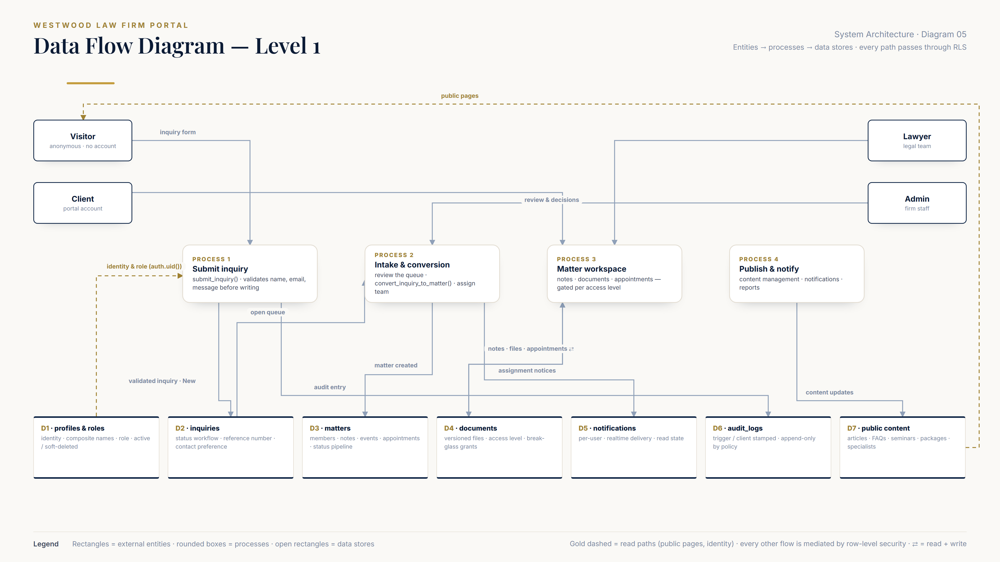 WESTWOOD LAW FIRM PORTAL
Data Flow Diagram — Level 1
System Architecture · Diagram 05
Entities → processes → data stores · every path passes through RLS
public pages
Visitor
anonymous · no account
inquiry form
Lawyer
legal team
Client
portal account
review & decisions
Admin
firm staff
identity & role (auth.uid())
PROCESS 1
Submit inquiry
submit_inquiry() · validates name, email,
message before writing
PROCESS 2
Intake & conversion
review the queue ·
convert_inquiry_to_matter() · assign
team
PROCESS 3
Matter workspace
notes · documents · appointments —
gated per access level
PROCESS 4
Publish & notify
content management · notifications ·
reports
open queue
notes · files · appointments ⇄
matter created
assignment notices
validated inquiry · New
audit entry
content updates
D1 · profiles & roles
identity · composite names · role · active
/ soft-deleted
D2 · inquiries
status workflow · reference number ·
contact preference
D3 · matters
members · notes · events · appointments
· status pipeline
D4 · documents
versioned files · access level · break-
glass grants
D5 · notifications
per-user · realtime delivery · read state
D6 · audit_logs
trigger / client stamped · append-only
by policy
D7 · public content
articles · FAQs · seminars · packages ·
specialists
Legend
Rectangles = external entities · rounded boxes = processes · open rectangles = data stores
Gold dashed = read paths (public pages, identity) · every other flow is mediated by row-level security · ⇄ = read + write